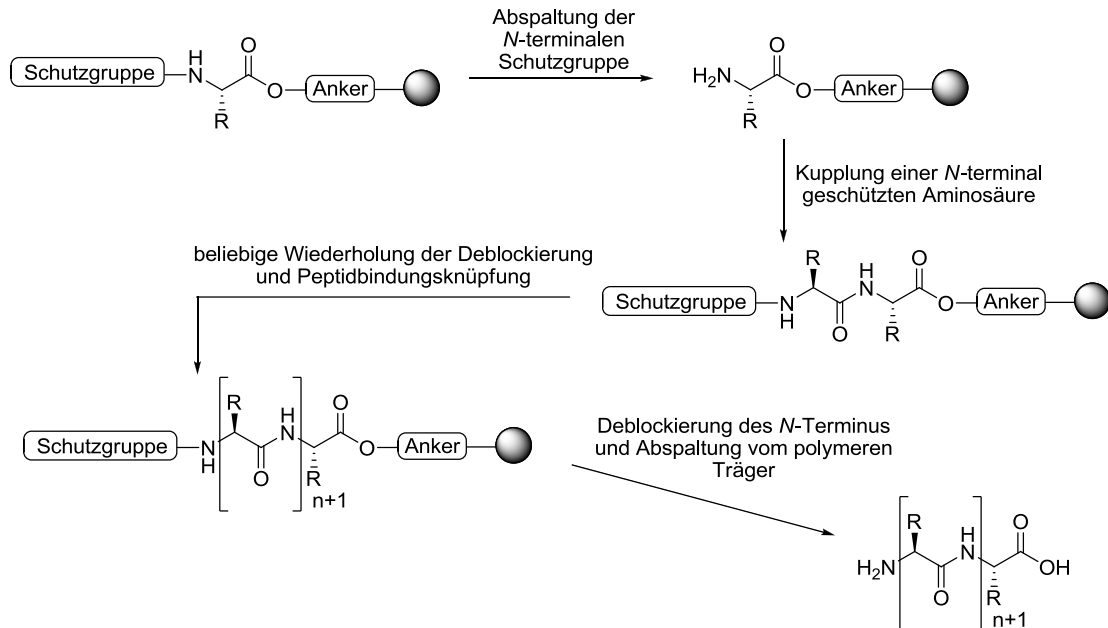 Abspaltung der
N-terminalen
Schutzgruppe
Schutzgruppe
H
N
O
O
Anker
R
H2N
O
O
Anker
R
Kupplung einer N-terminal
geschützten Aminosäure
beliebige Wiederholung der Deblockierung
und Peptidbindungsknüpfung
R
H
N
O
Schutzgruppe
N
H
O
O
Anker
R
R
H
N
O
Schutzgruppe
N
H
O
O
Anker
R
n+1
Deblockierung des N-Terminus
und Abspaltung vom polymeren
Träger
R
H
N
O
H2N
OH
O
R
n+1